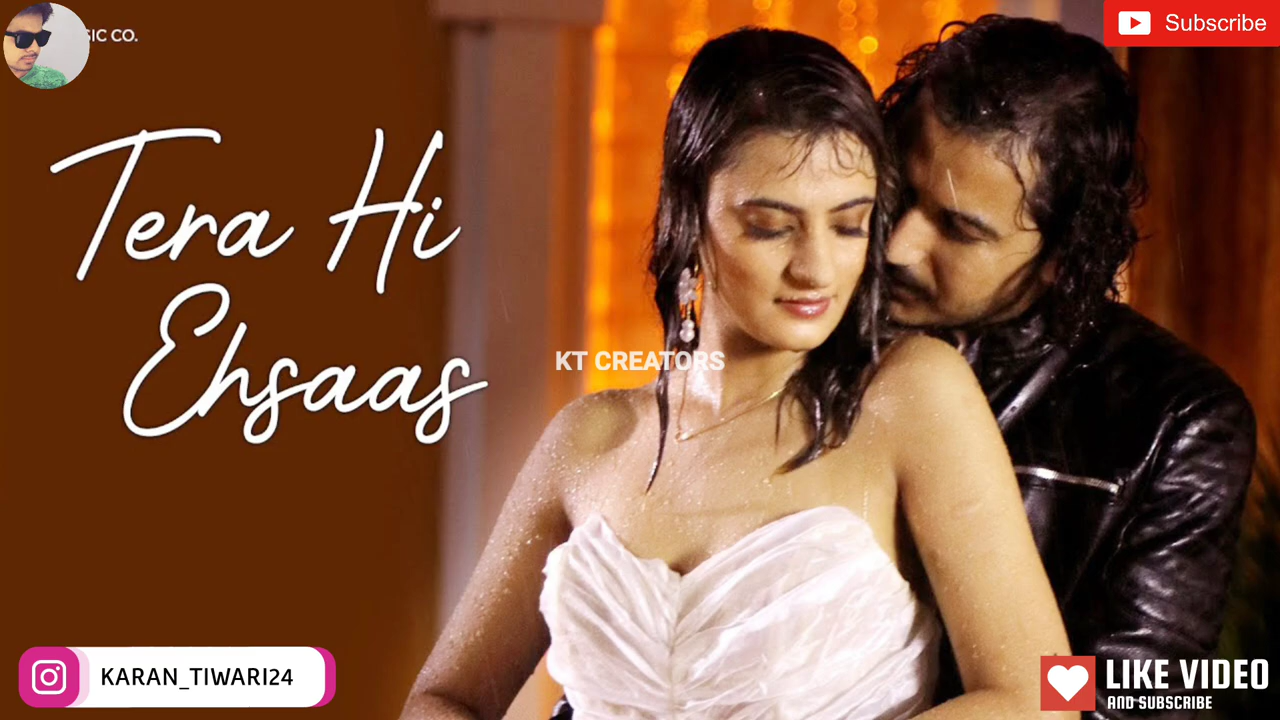 SIC CO.
Subscribe
Tera Hi
Ehsaas
KT CREATORS
KARAN_TIWARI24
LIKE VIDEO
AND SUBSCRIBE